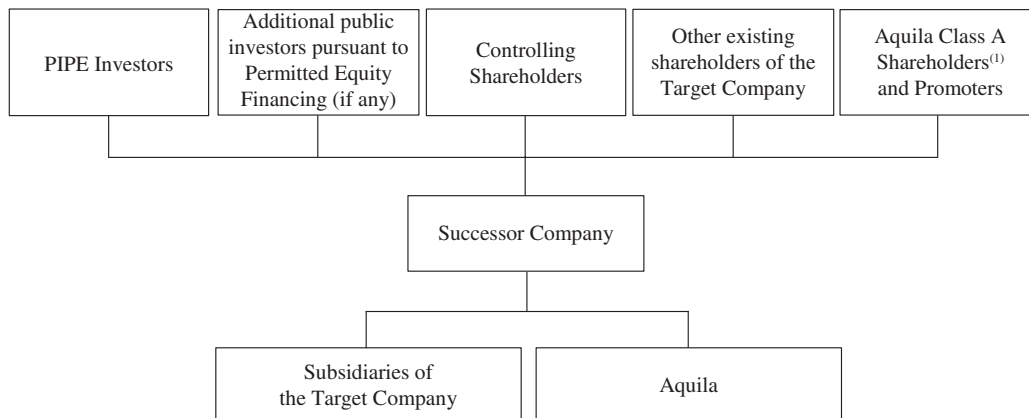 PIPE Investors
Additional public
investors pursuant to
Permitted Equity
Financing (if any)
Controlling
Shareholders
Other existing
shareholders of the
Target Company
Aquila Class A
Shareholders(1)
and Promoters
Successor Company
Subsidiaries of
the Target Company
Aquila